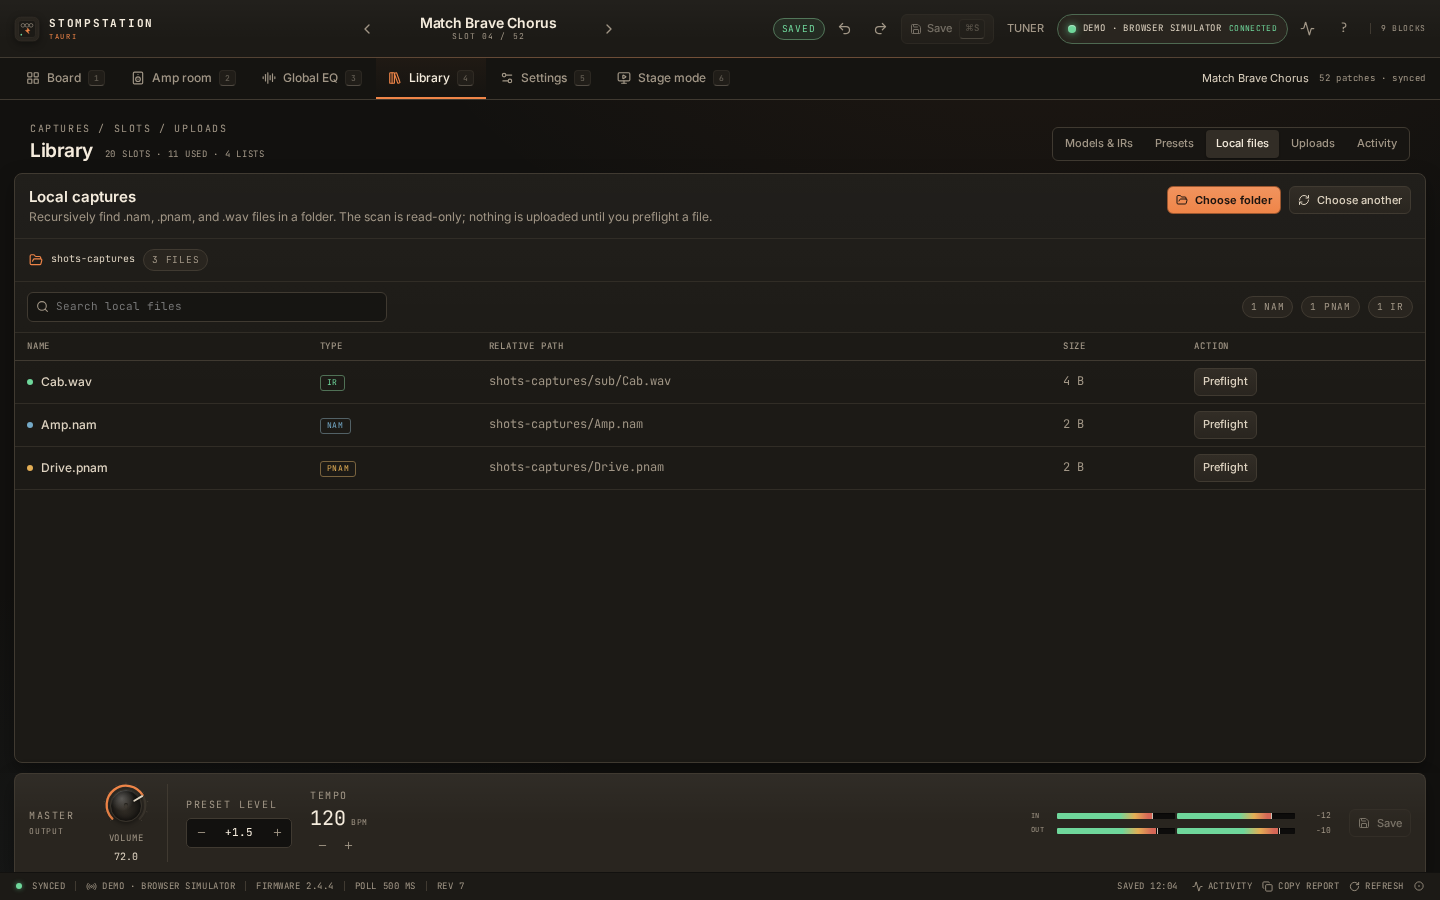 STOMPSTATION
TAURI
Match Brave Chorus
SLOT 04 / 52
SAVED
Save ⌘S
TUNER
DEMO · BROWSER SIMULATOR CONNECTED
?
9 BLOCKS
Board 1
Amp room 2
Global EQ 3
Library 4
Settings 5
Stage mode 6
Match Brave Chorus 52 patches · synced
CAPTURES / SLOTS / UPLOADS
Library 20 SLOTS · 11 USED · 4 LISTS
Models & IRs Presets Local files Uploads Activity
Local captures
Recursively find .nam, .pnam, and .wav files in a folder. The scan is read-only; nothing is uploaded until you preflight a file.
Choose folder
Choose another
shots-captures 3 FILES
Search local files
1 NAM 1 PNAM 1 IR
NAME TYPE RELATIVE PATH SIZE ACTION
Cab.wav IR shots-captures/sub/Cab.wav 4 B Preflight
Amp.nam NAM shots-captures/Amp.nam 2 B Preflight
Drive.pnam PNAM shots-captures/Drive.pnam 2 B Preflight
MASTER
OUTPUT
VOLUME
72.0
PRESET LEVEL
− +1.5 +
TEMPO
120 BPM
− +
IN -12
OUT -10
Save
SYNCED DEMO · BROWSER SIMULATOR FIRMWARE 2.4.4 POLL 500 MS REV 7
SAVED 12:04 ACTIVITY COPY REPORT REFRESH